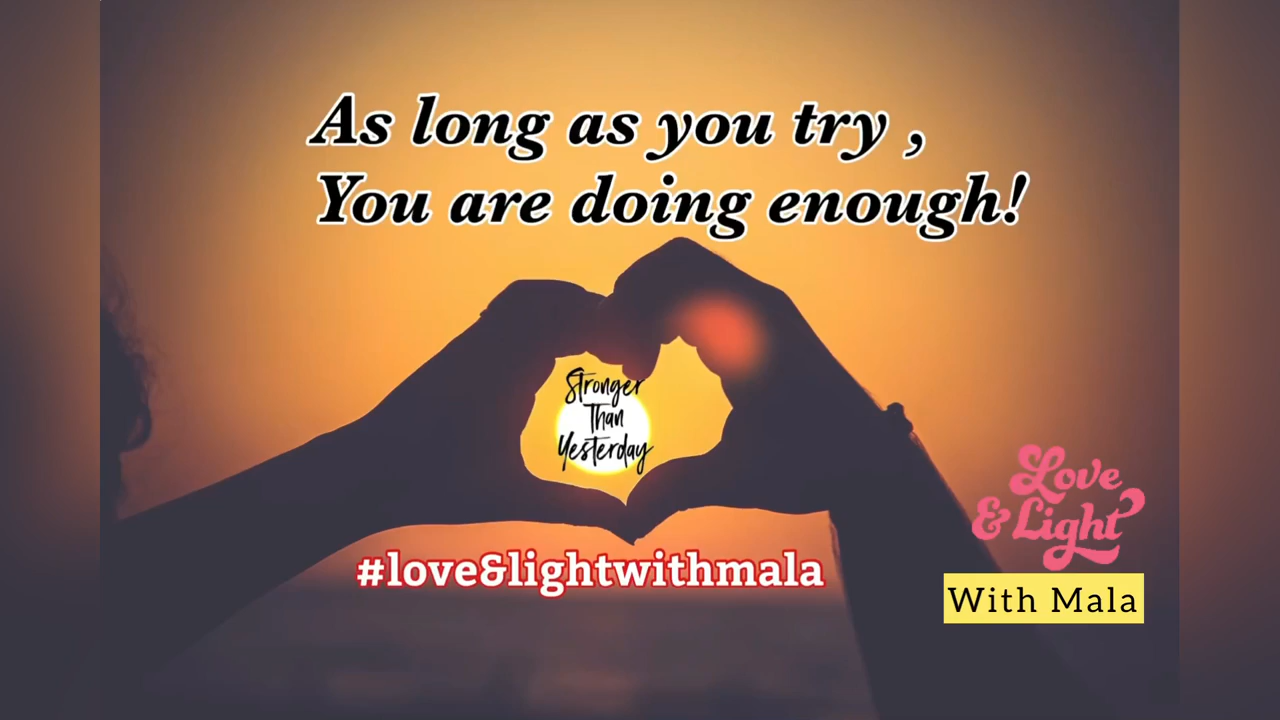 As long as you try ,
You are doing enough!
Stronger
Than
Yesterday
#love&lightwithmala
Love
& Light
With Mala